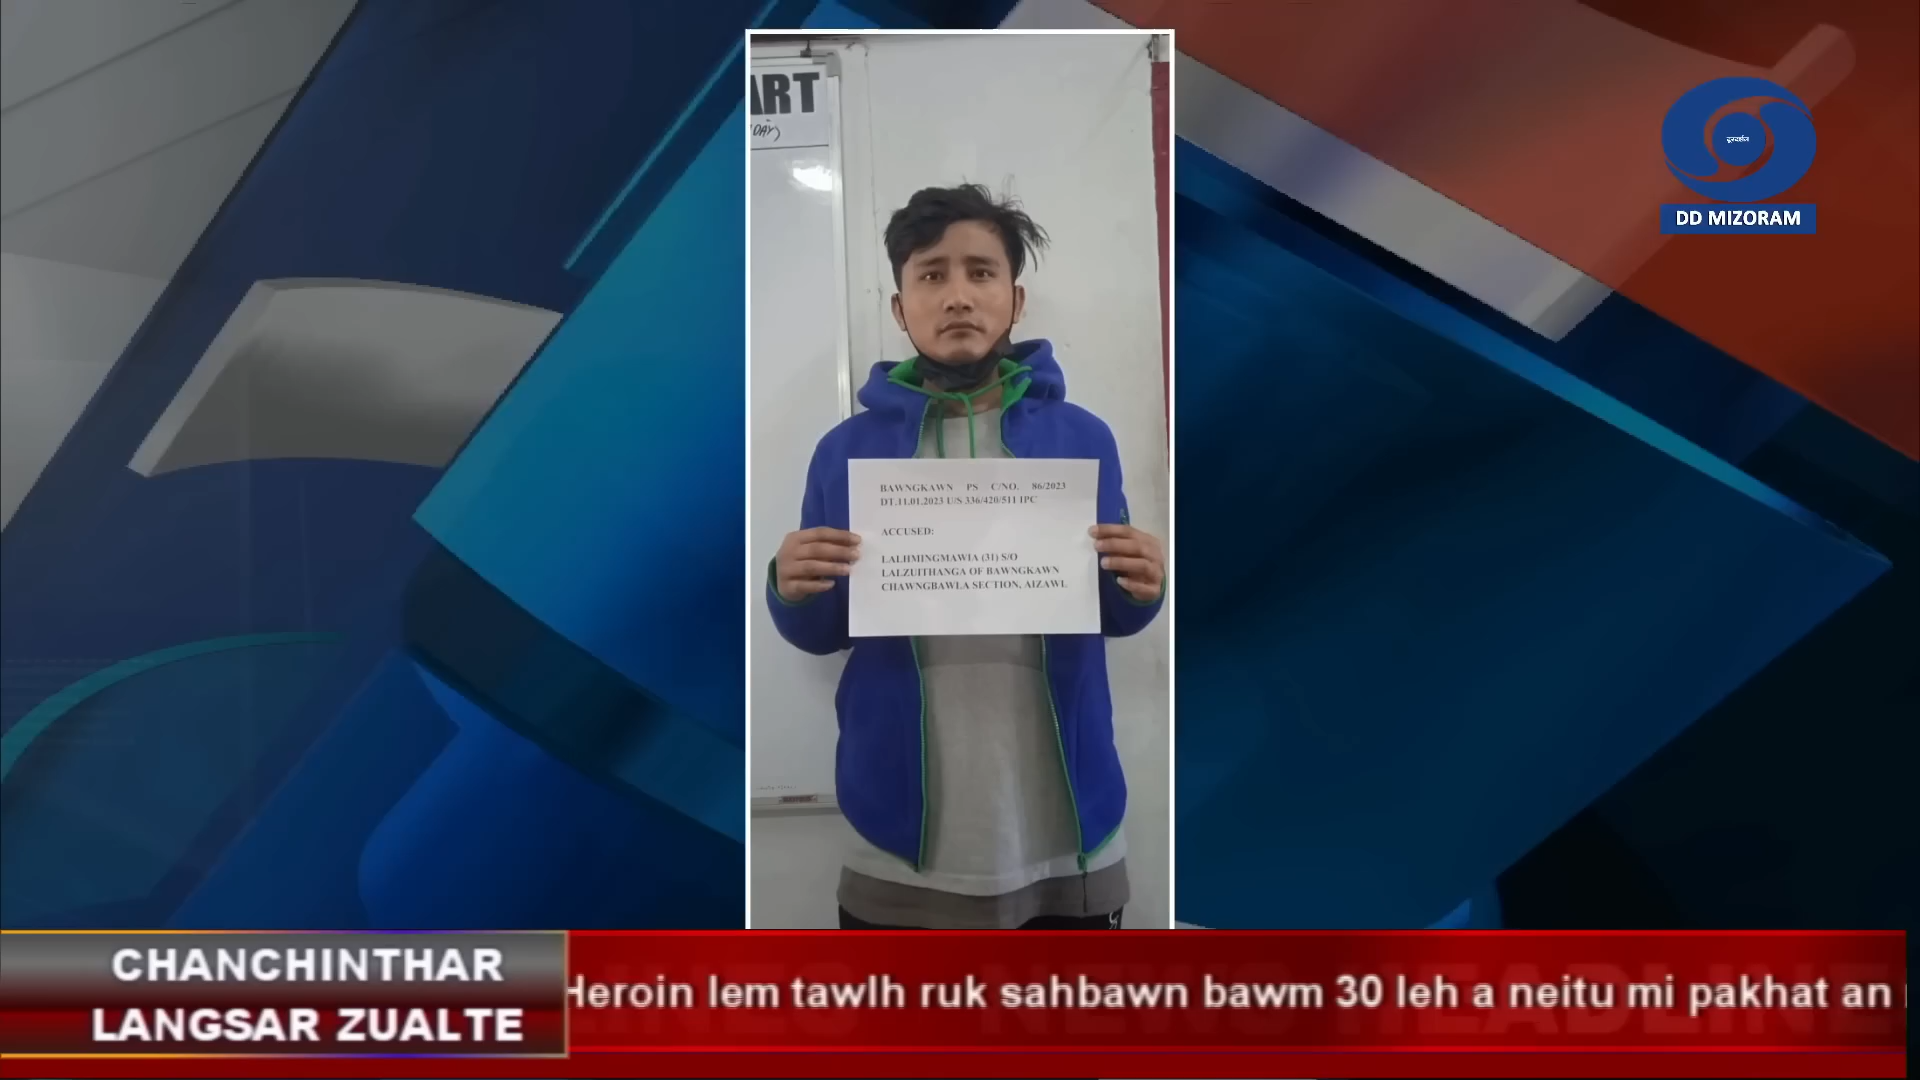 ART
(DAY)
दूरदर्शन
DD MIZORAM
BAWNGKAWN PS C/NO. 86/2023
DT.11.01.2023 U/S 336/420/511 IPC
ACCUSED:
LALHMINGMAWIA (31) S/O
LALZUITHANGA OF BAWNGKAWN
CHAWNGBAWLA SECTION, AIZAWL
CHANCHINTHAR
LANGSAR ZUALTE
Heroin lem tawlh ruk sahbawn bawm 30 leh a neitu mi pakhat an